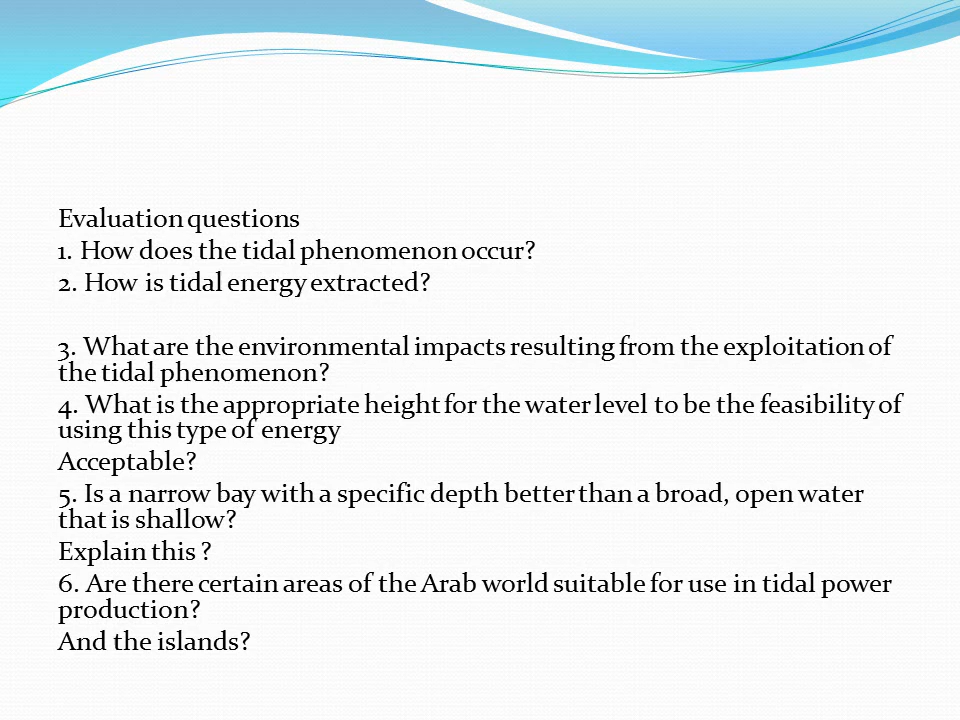 Evaluation questions
1. How does the tidal phenomenon occur?
2. How is tidal energy extracted?
3. What are the environmental impacts resulting from the exploitation of
the tidal phenomenon?
4. What is the appropriate height for the water level to be the feasibility of
using this type of energy
Acceptable?
5. Is a narrow bay with a specific depth better than a broad, open water
that is shallow?
Explain this ?
6. Are there certain areas of the Arab world suitable for use in tidal power
production?
And the islands?